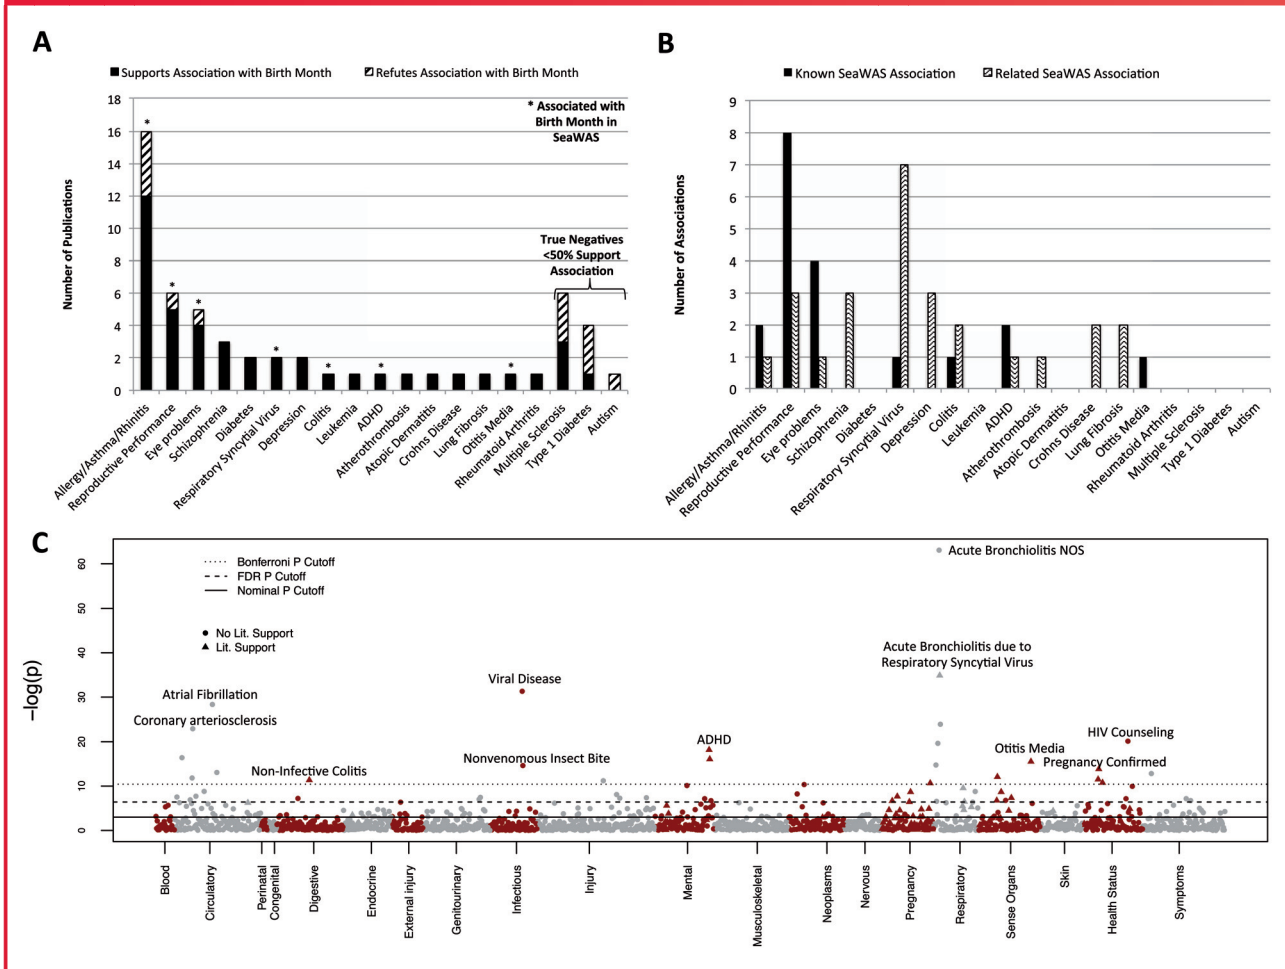 A
Supports Association with Birth Month
Refutes Association with Birth Month
* Associated with
Birth Month in
SeaWAS
True Negatives
<50% Support
Association
Number of Publications
18
16
14
12
10
8
6
4
2
0
*
*
*
*
*
*
*
Allergy/Asthma/Rhinitis
Reproductive Performance
Eye problems
Schizophrenia
Diabetes
Respiratory Syncytial Virus
Depression
Colitis
Leukemia
ADHD
Atherothrombosis
Atopic Dermatitis
Crohns Disease
Lung Fibrosis
Otitis Media
Rheumatoid Arthritis
Multiple Sclerosis
Type 1 Diabetes
Autism
B
Known SeaWAS Association
Related SeaWAS Association
Number of Associations
9
8
7
6
5
4
3
2
1
0
Allergy/Asthma/Rhinitis
Reproductive Performance
Eye problems
Schizophrenia
Diabetes
Respiratory Syncytial Virus
Depression
Colitis
Leukemia
ADHD
Atherothrombosis
Atopic Dermatitis
Crohns Disease
Lung Fibrosis
Otitis Media
Rheumatoid Arthritis
Multiple Sclerosis
Type 1 Diabetes
Autism
C
Bonferroni P Cutoff
FDR P Cutoff
Nominal P Cutoff
No Lit. Support
Lit. Support
−log(p)
60
50
40
30
20
10
0
Acute Bronchiolitis NOS
Acute Bronchiolitis due to
Respiratory Syncytial Virus
Atrial Fibrillation
Coronary arteriosclerosis
Viral Disease
Nonvenomous Insect Bite
Non-Infective Colitis
ADHD
HIV Counseling
Otitis Media
Pregnancy Confirmed
Blood
Circulatory
Perinatal
Congenital
Digestive
Endocrine
External injury
Genitourinary
Infectious
Injury
Mental
Musculoskeletal
Neoplasms
Nervous
Pregnancy
Respiratory
Sense Organs
Skin
Health Status
Symptoms